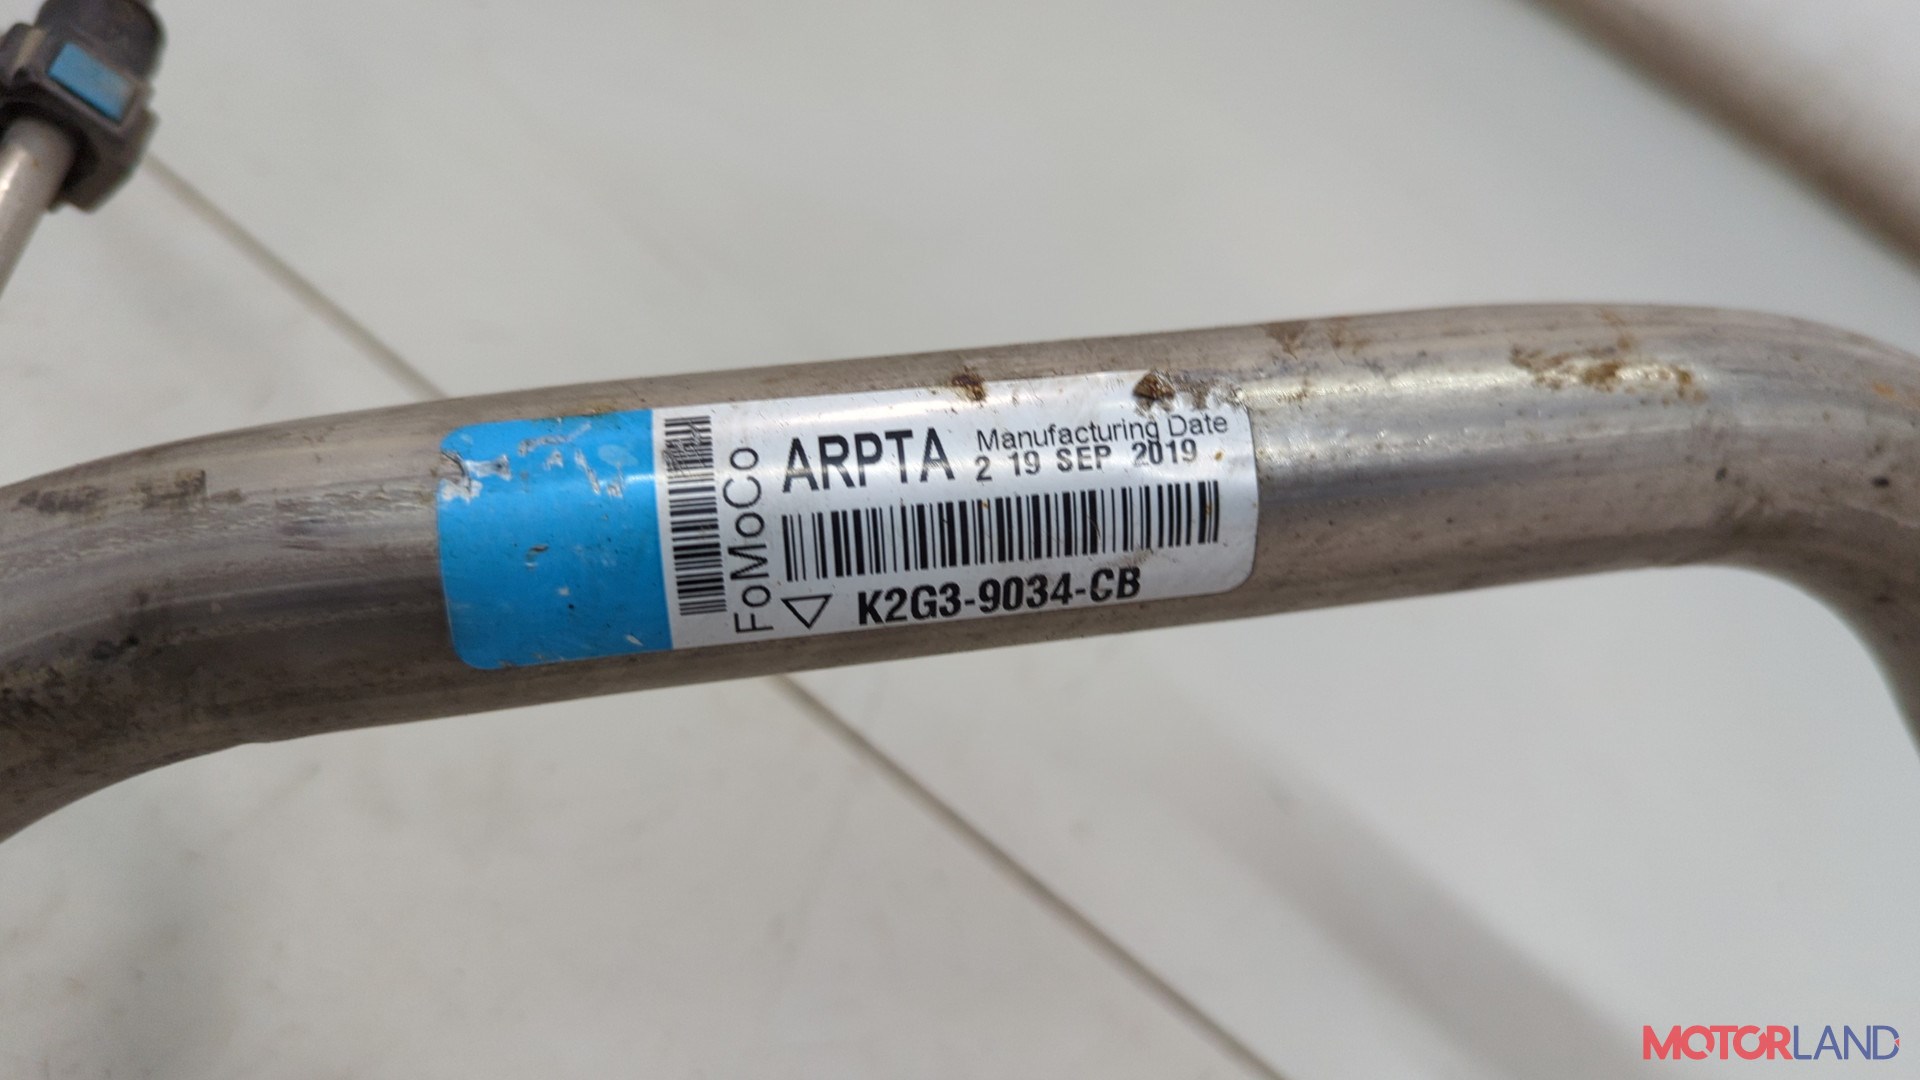 FoMoCo
ARPTA
Manufacturing Date
2 19 SEP 2019
K2G3-9034-CB
MOTORLAND